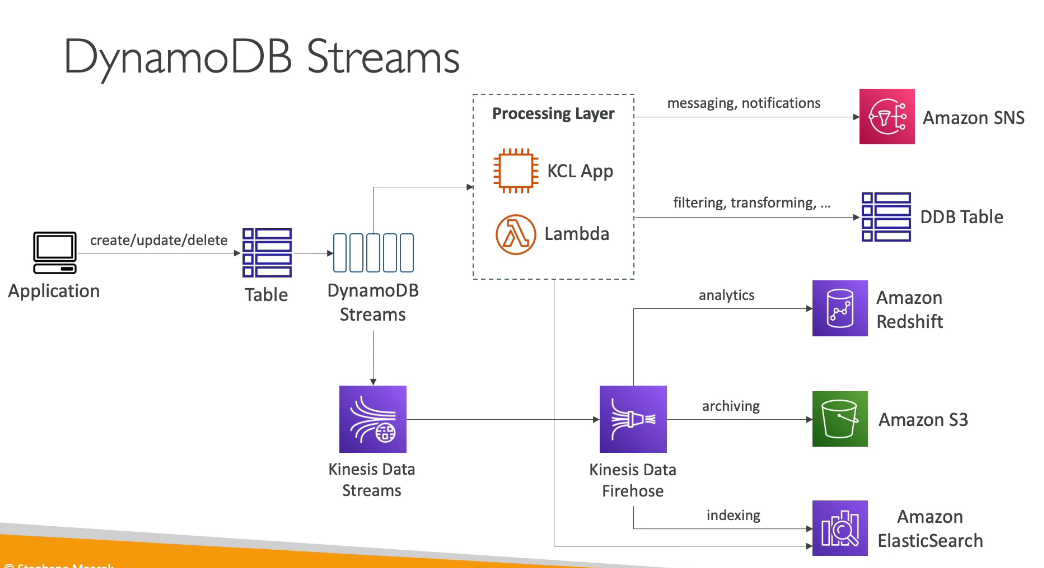 DynamoDB Streams
Processing Layer
KCL App
Lambda
messaging, notifications
Amazon SNS
filtering, transforming, ...
DDB Table
create/update/delete
Application
Table
DynamoDB
Streams
analytics
Amazon
Redshift
archiving
Amazon S3
Kinesis Data
Streams
Kinesis Data
Firehose
indexing
Amazon
ElasticSearch